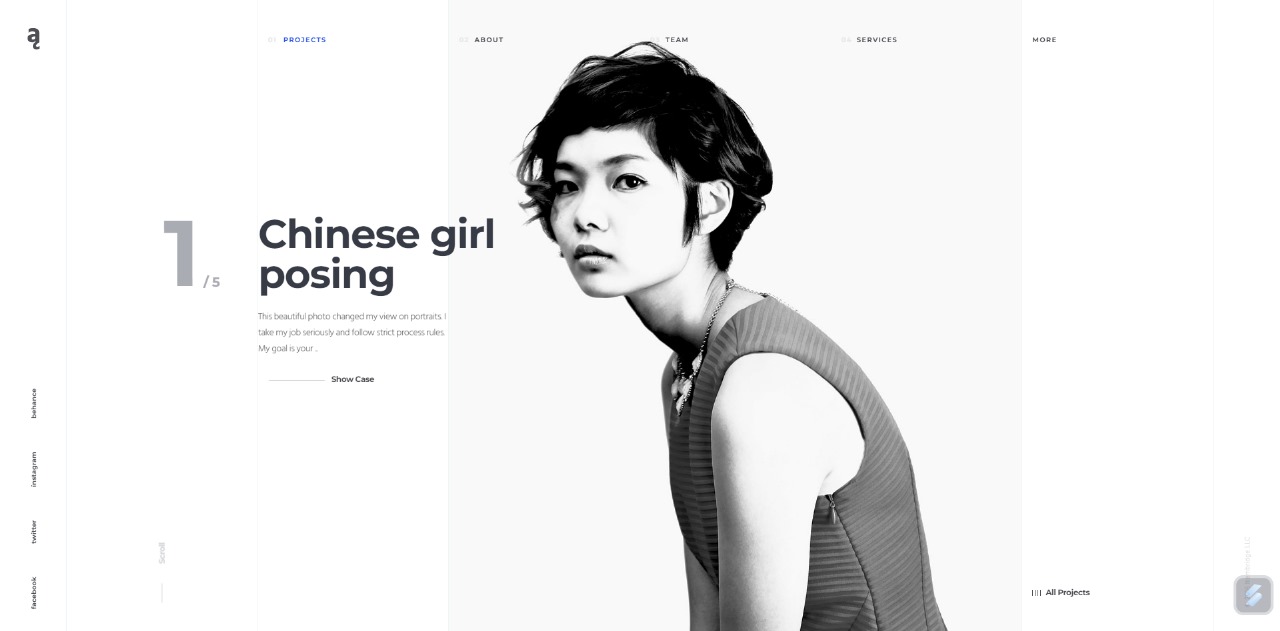 ą
01 PROJECTS
02 ABOUT
03 TEAM
04 SERVICES
MORE
1 / 5
Chinese girl
posing
This beautiful photo changed my view on portraits. I
take my job seriously and follow strict process rules.
My goal is your ..
Show Case
behance
instagram
twitter
facebook
Scroll
All Projects
LLC